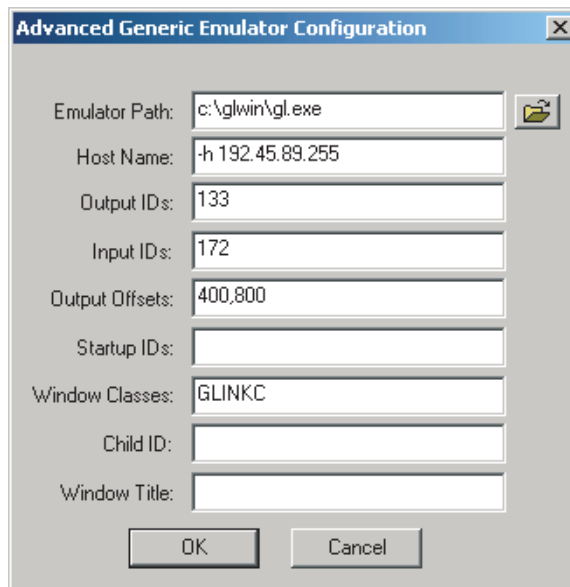 Advanced Generic Emulator Configuration
Emulator Path: c:\glwin\gl.exe
Host Name: -h 192.45.89.255
Output IDs: 133
Input IDs: 172
Output Offsets: 400,800
Startup IDs:
Window Classes: GLINKC
Child ID:
Window Title:
OK Cancel